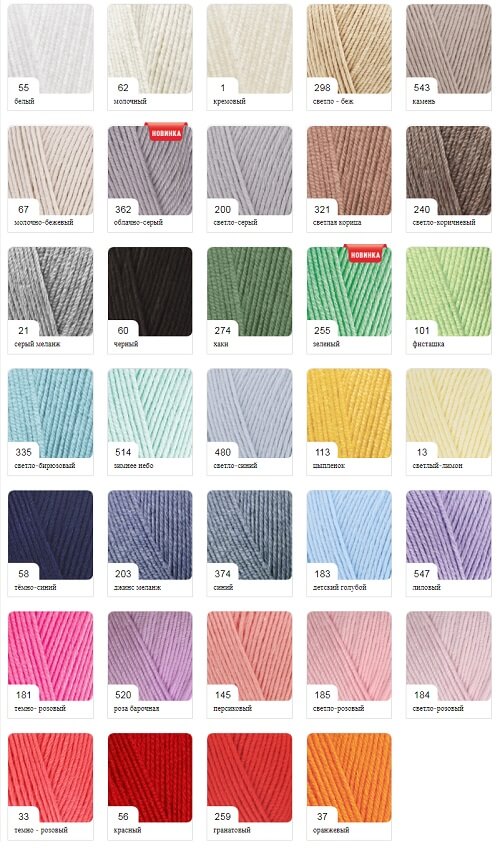 55
белый
62
молочный
1
кремовый
298
светло - беж
543
камень
67
молочно-бежевый
НОВИНКА
362
облачно-серый
200
светло-серый
321
светлая корица
240
светло-коричневый
21
серый меланж
60
черный
274
хаки
НОВИНКА
255
зеленый
101
фисташка
335
светло-бирюзовый
514
зимнее небо
480
светло-синий
113
цыпленок
13
светлый-лимон
58
тёмно-синий
203
джинс меланж
374
синий
183
детский голубой
547
лиловый
181
темно- розовый
520
роза барочная
145
персиковый
185
светло-розовый
184
светло-розовый
33
темно - розовый
56
красный
259
гранатовый
37
оранжевый